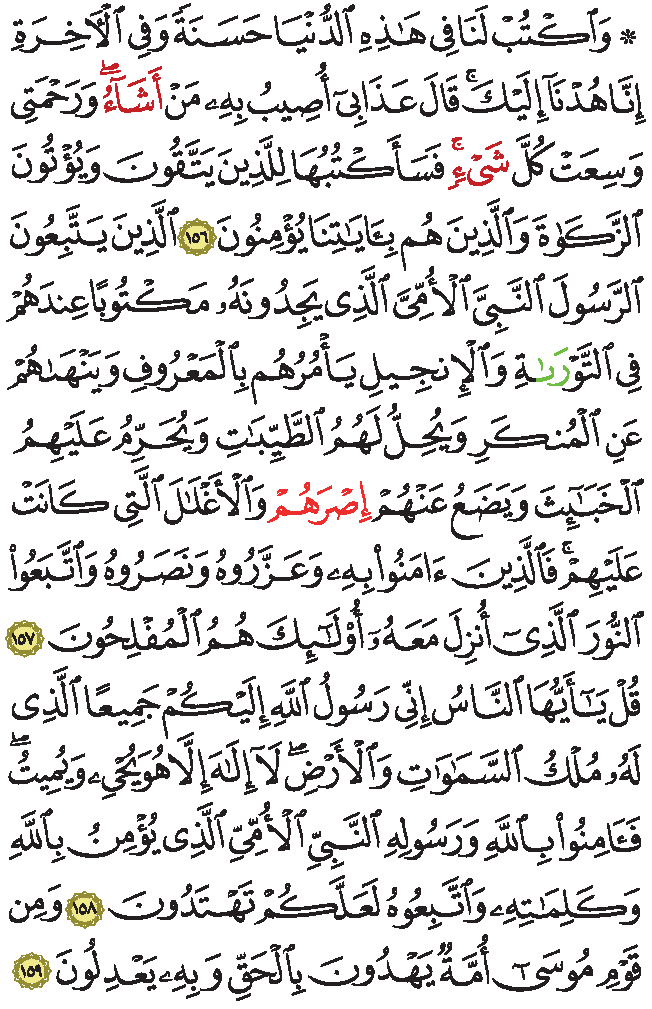 ۞ وَٱكْتُبْ لَنَا فِى هَـٰذِهِ ٱلدُّنْيَا حَسَنَةً وَفِى ٱلْأَخِرَةِ
إِنَّا هُدْنَآ إِلَيْكَ ۚ قَالَ عَذَابِىٓ أُصِيبُ بِهِۦ مَنْ أَشَآءُ ۖ وَرَحْمَتِى
وَسِعَتْ كُلَّ شَىْءٍ ۚ فَسَأَكْتُبُهَا لِلَّذِينَ يَتَّقُونَ وَيُؤْتُونَ
ٱلزَّكَوٰةَ وَٱلَّذِينَ هُم بِـَٔايَـٰتِنَا يُؤْمِنُونَ ١٥٦ ٱلَّذِينَ يَتَّبِعُونَ
ٱلرَّسُولَ ٱلنَّبِىَّ ٱلْأُمِّىَّ ٱلَّذِى يَجِدُونَهُۥ مَكْتُوبًا عِندَهُمْ
فِى ٱلتَّوْرَىٰةِ وَٱلْإِنجِيلِ يَأْمُرُهُم بِٱلْمَعْرُوفِ وَيَنْهَىٰهُمْ
عَنِ ٱلْمُنكَرِ وَيُحِلُّ لَهُمُ ٱلطَّيِّبَـٰتِ وَيُحَرِّمُ عَلَيْهِمُ
ٱلْخَبَـٰٓئِثَ وَيَضَعُ عَنْهُمْ إِصْرَهُمْ وَٱلْأَغْلَـٰلَ ٱلَّتِى كَانَتْ
عَلَيْهِمْ ۚ فَٱلَّذِينَ ءَامَنُوا۟ بِهِۦ وَعَزَّرُوهُ وَنَصَرُوهُ وَٱتَّبَعُوا۟
ٱلنُّورَ ٱلَّذِىٓ أُنزِلَ مَعَهُۥٓ أُو۟لَـٰٓئِكَ هُمُ ٱلْمُفْلِحُونَ ١٥٧
قُلْ يَـٰٓأَيُّهَا ٱلنَّاسُ إِنِّى رَسُولُ ٱللَّهِ إِلَيْكُمْ جَمِيعًا ٱلَّذِى
لَهُۥ مُلْكُ ٱلسَّمَـٰوَٰتِ وَٱلْأَرْضِ ۖ لَآ إِلَـٰهَ إِلَّا هُوَ يُحْىِۦ وَيُمِيتُ ۖ
فَـَٔامِنُوا۟ بِٱللَّهِ وَرَسُولِهِ ٱلنَّبِىِّ ٱلْأُمِّىِّ ٱلَّذِى يُؤْمِنُ بِٱللَّهِ
وَكَلِمَـٰتِهِۦ وَٱتَّبِعُوهُ لَعَلَّكُمْ تَهْتَدُونَ ١٥٨ وَمِن
قَوْمِ مُوسَىٰٓ أُمَّةٌ يَهْدُونَ بِٱلْحَقِّ وَبِهِۦ يَعْدِلُونَ ١٥٩